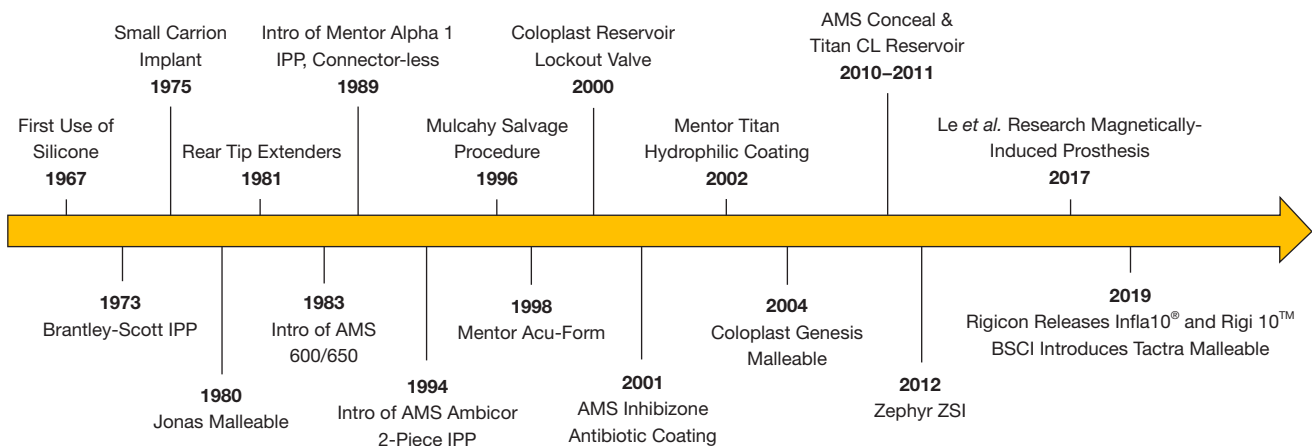 First Use of
Silicone
1967
Small Carrion
Implant
1975
Rear Tip Extenders
1981
Intro of Mentor Alpha 1
IPP, Connector-less
1989
Mulcahy Salvage
Procedure
1996
Coloplast Reservoir
Lockout Valve
2000
Mentor Titan
Hydrophilic Coating
2002
AMS Conceal &
Titan CL Reservoir
2010–2011
Le et al. Research Magnetically-
Induced Prosthesis
2017
1973
Brantley-Scott IPP
1980
Jonas Malleable
1983
Intro of AMS
600/650
1994
Intro of AMS Ambicor
2-Piece IPP
1998
Mentor Acu-Form
2001
AMS Inhibizone
Antibiotic Coating
2004
Coloplast Genesis
Malleable
2012
Zephyr ZSI
2019
Rigicon Releases Infla10® and Rigi 10™
BSCI Introduces Tactra Malleable